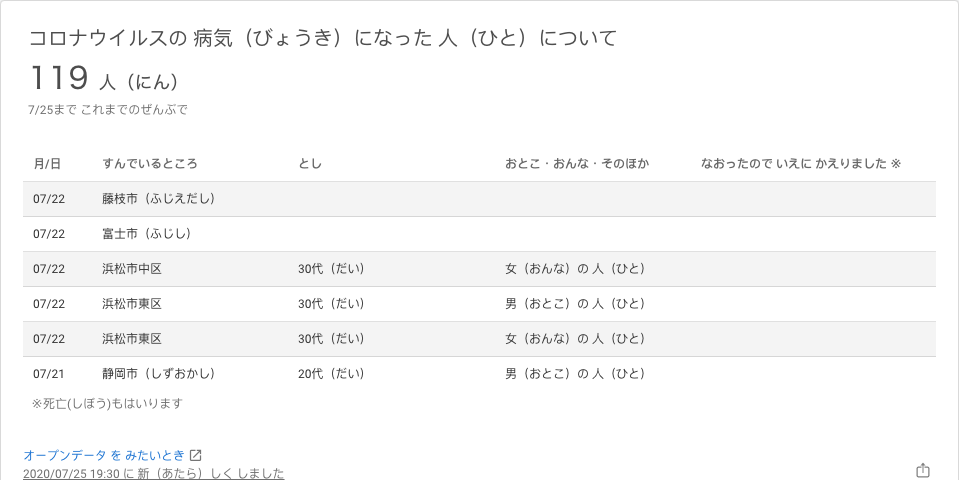 コロナウイルスの 病気（びょうき）になった 人（ひと）について
119 人（にん）
7/25まで これまでのぜんぶで
月/日 すんでいるところ とし おとこ・おんな・そのほか なおったので いえに かえりました ※
07/22 藤枝市（ふじえだし）
07/22 富士市（ふじし）
07/22 浜松市中区 30代（だい） 女（おんな）の 人（ひと）
07/22 浜松市東区 30代（だい） 男（おとこ）の 人（ひと）
07/22 浜松市東区 30代（だい） 女（おんな）の 人（ひと）
07/21 静岡市（しずおかし） 20代（だい） 男（おとこ）の 人（ひと）
※死亡(しぼう)もはいります
オープンデータ を みたいとき
2020/07/25 19:30 に 新（あたら）しく しました